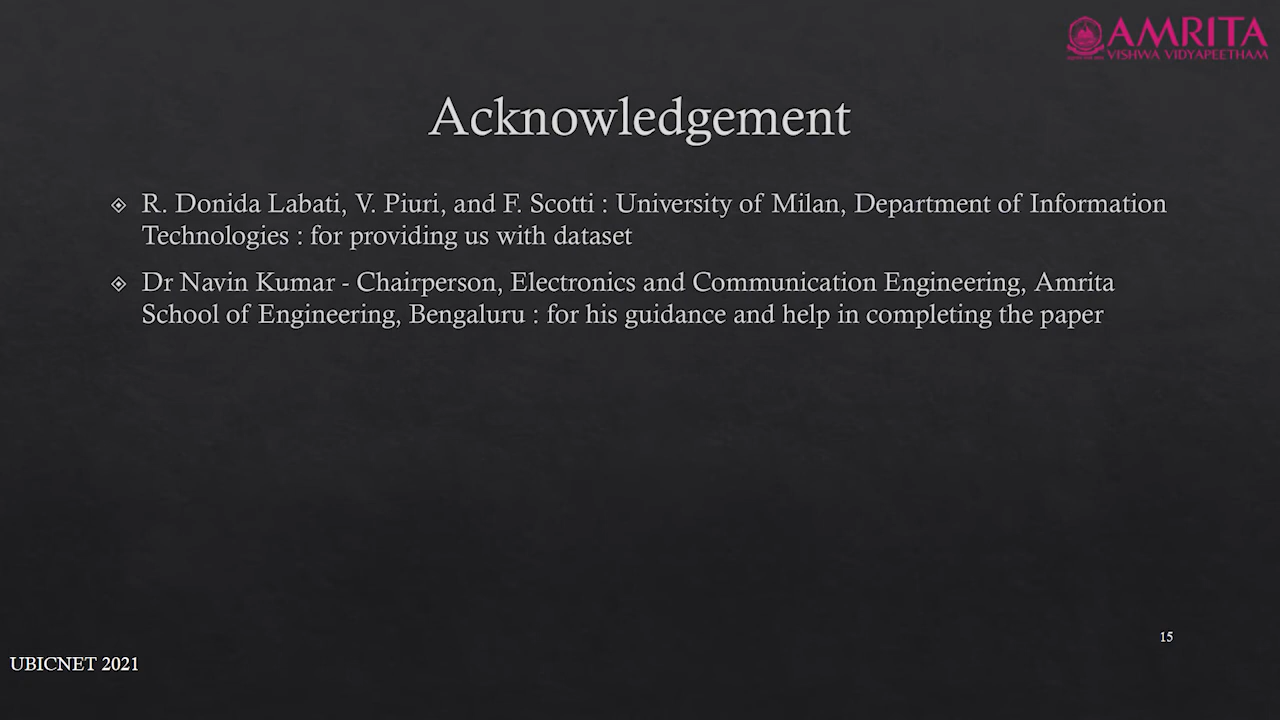 AMRITA
VISHWA VIDYAPEETHAM
Acknowledgement
R. Donida Labati, V. Piuri, and F. Scotti : University of Milan, Department of Information
Technologies : for providing us with dataset
Dr Navin Kumar - Chairperson, Electronics and Communication Engineering, Amrita
School of Engineering, Bengaluru : for his guidance and help in completing the paper
15
UBICNET 2021